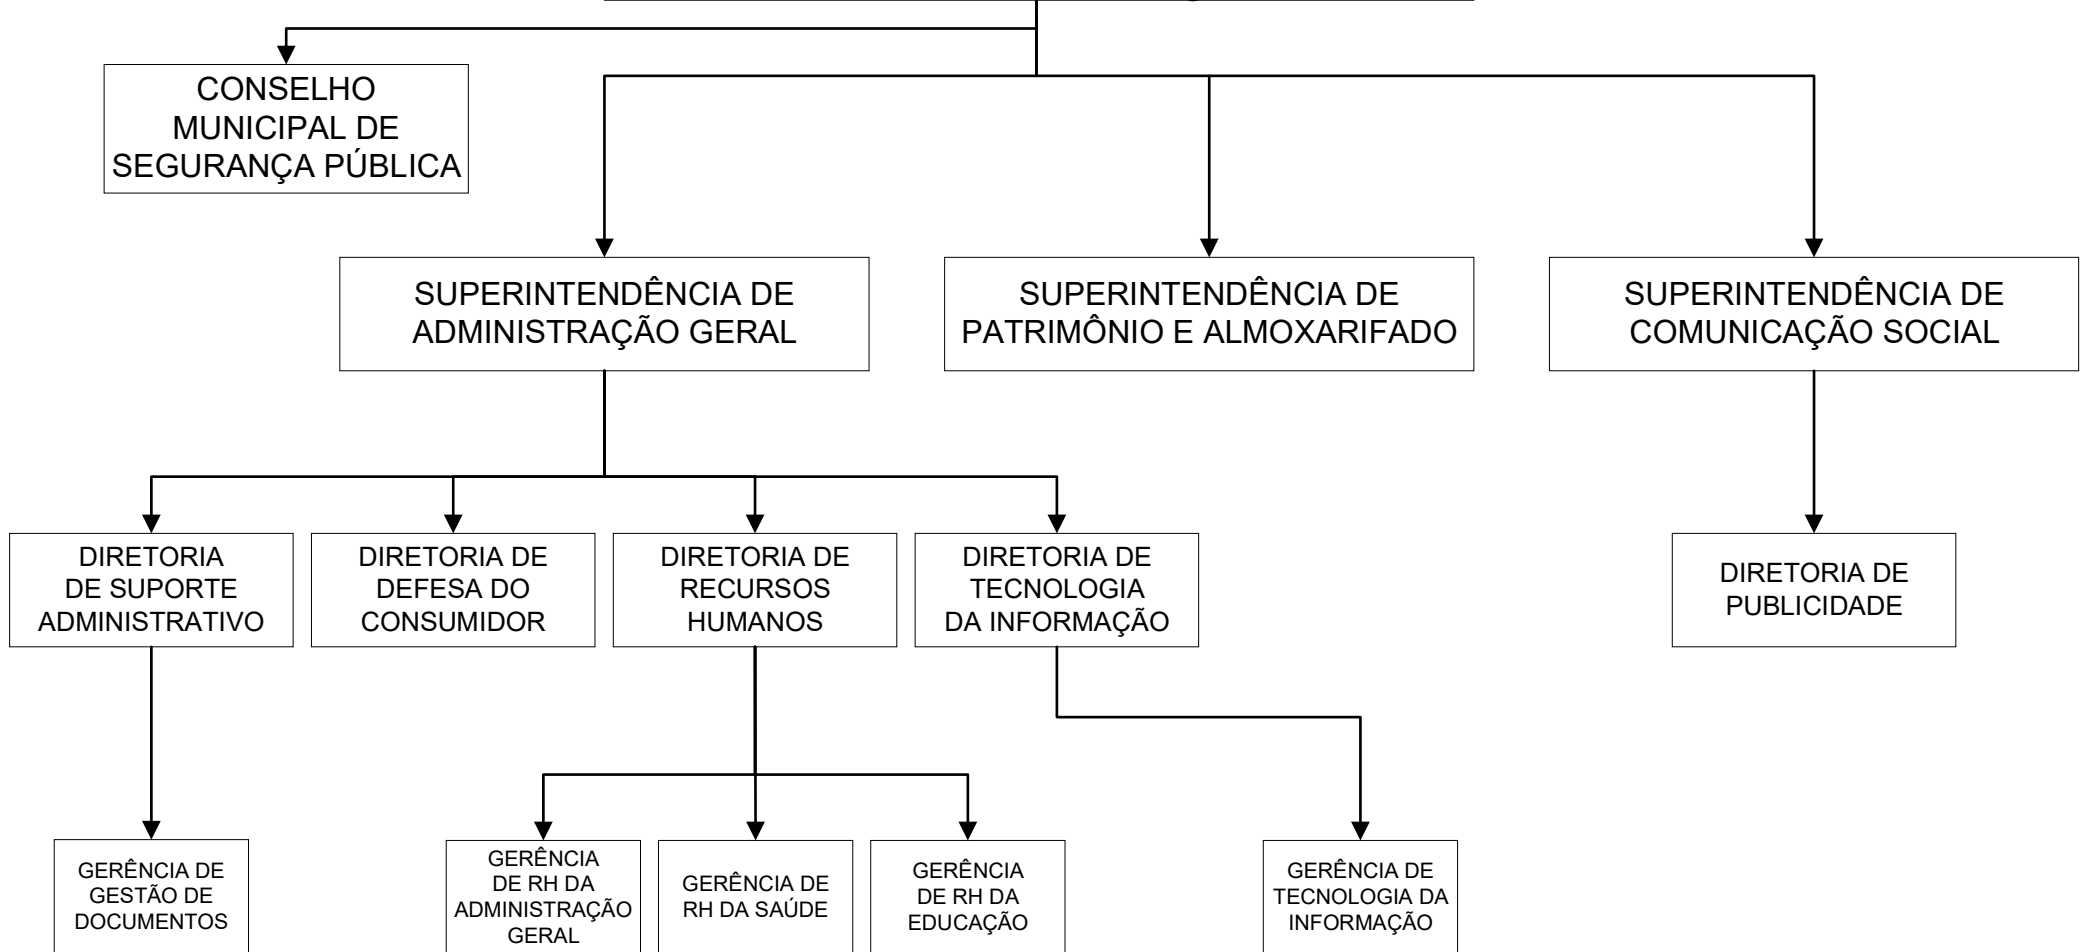 CONSELHO
MUNICIPAL DE
SEGURANÇA PÚBLICA
SUPERINTENDÊNCIA DE
ADMINISTRAÇÃO GERAL
SUPERINTENDÊNCIA DE
PATRIMÔNIO E ALMOXARIFADO
SUPERINTENDÊNCIA DE
COMUNICAÇÃO SOCIAL
DIRETORIA
DE SUPORTE
ADMINISTRATIVO
DIRETORIA DE
DEFESA DO
CONSUMIDOR
DIRETORIA DE
RECURSOS
HUMANOS
DIRETORIA DE
TECNOLOGIA
DA INFORMAÇÃO
DIRETORIA DE
PUBLICIDADE
GERÊNCIA DE
GESTÃO DE
DOCUMENTOS
GERÊNCIA
DE RH DA
ADMINISTRAÇÃO
GERAL
GERÊNCIA DE
RH DA SAÚDE
GERÊNCIA
DE RH DA
EDUCAÇÃO
GERÊNCIA DE
TECNOLOGIA DA
INFORMAÇÃO